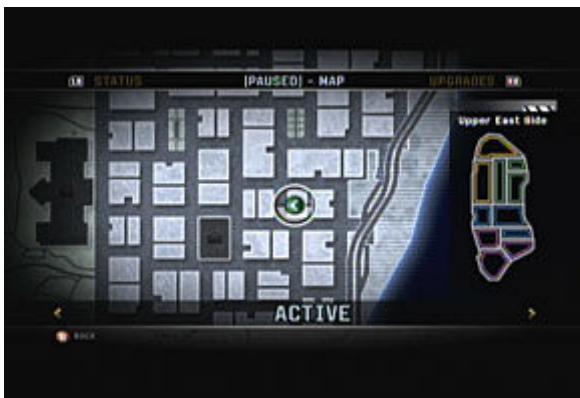 LB STATUS [PAUSED] - MAP UPGRADES RB
Upper East Side
ACTIVE
B BACK